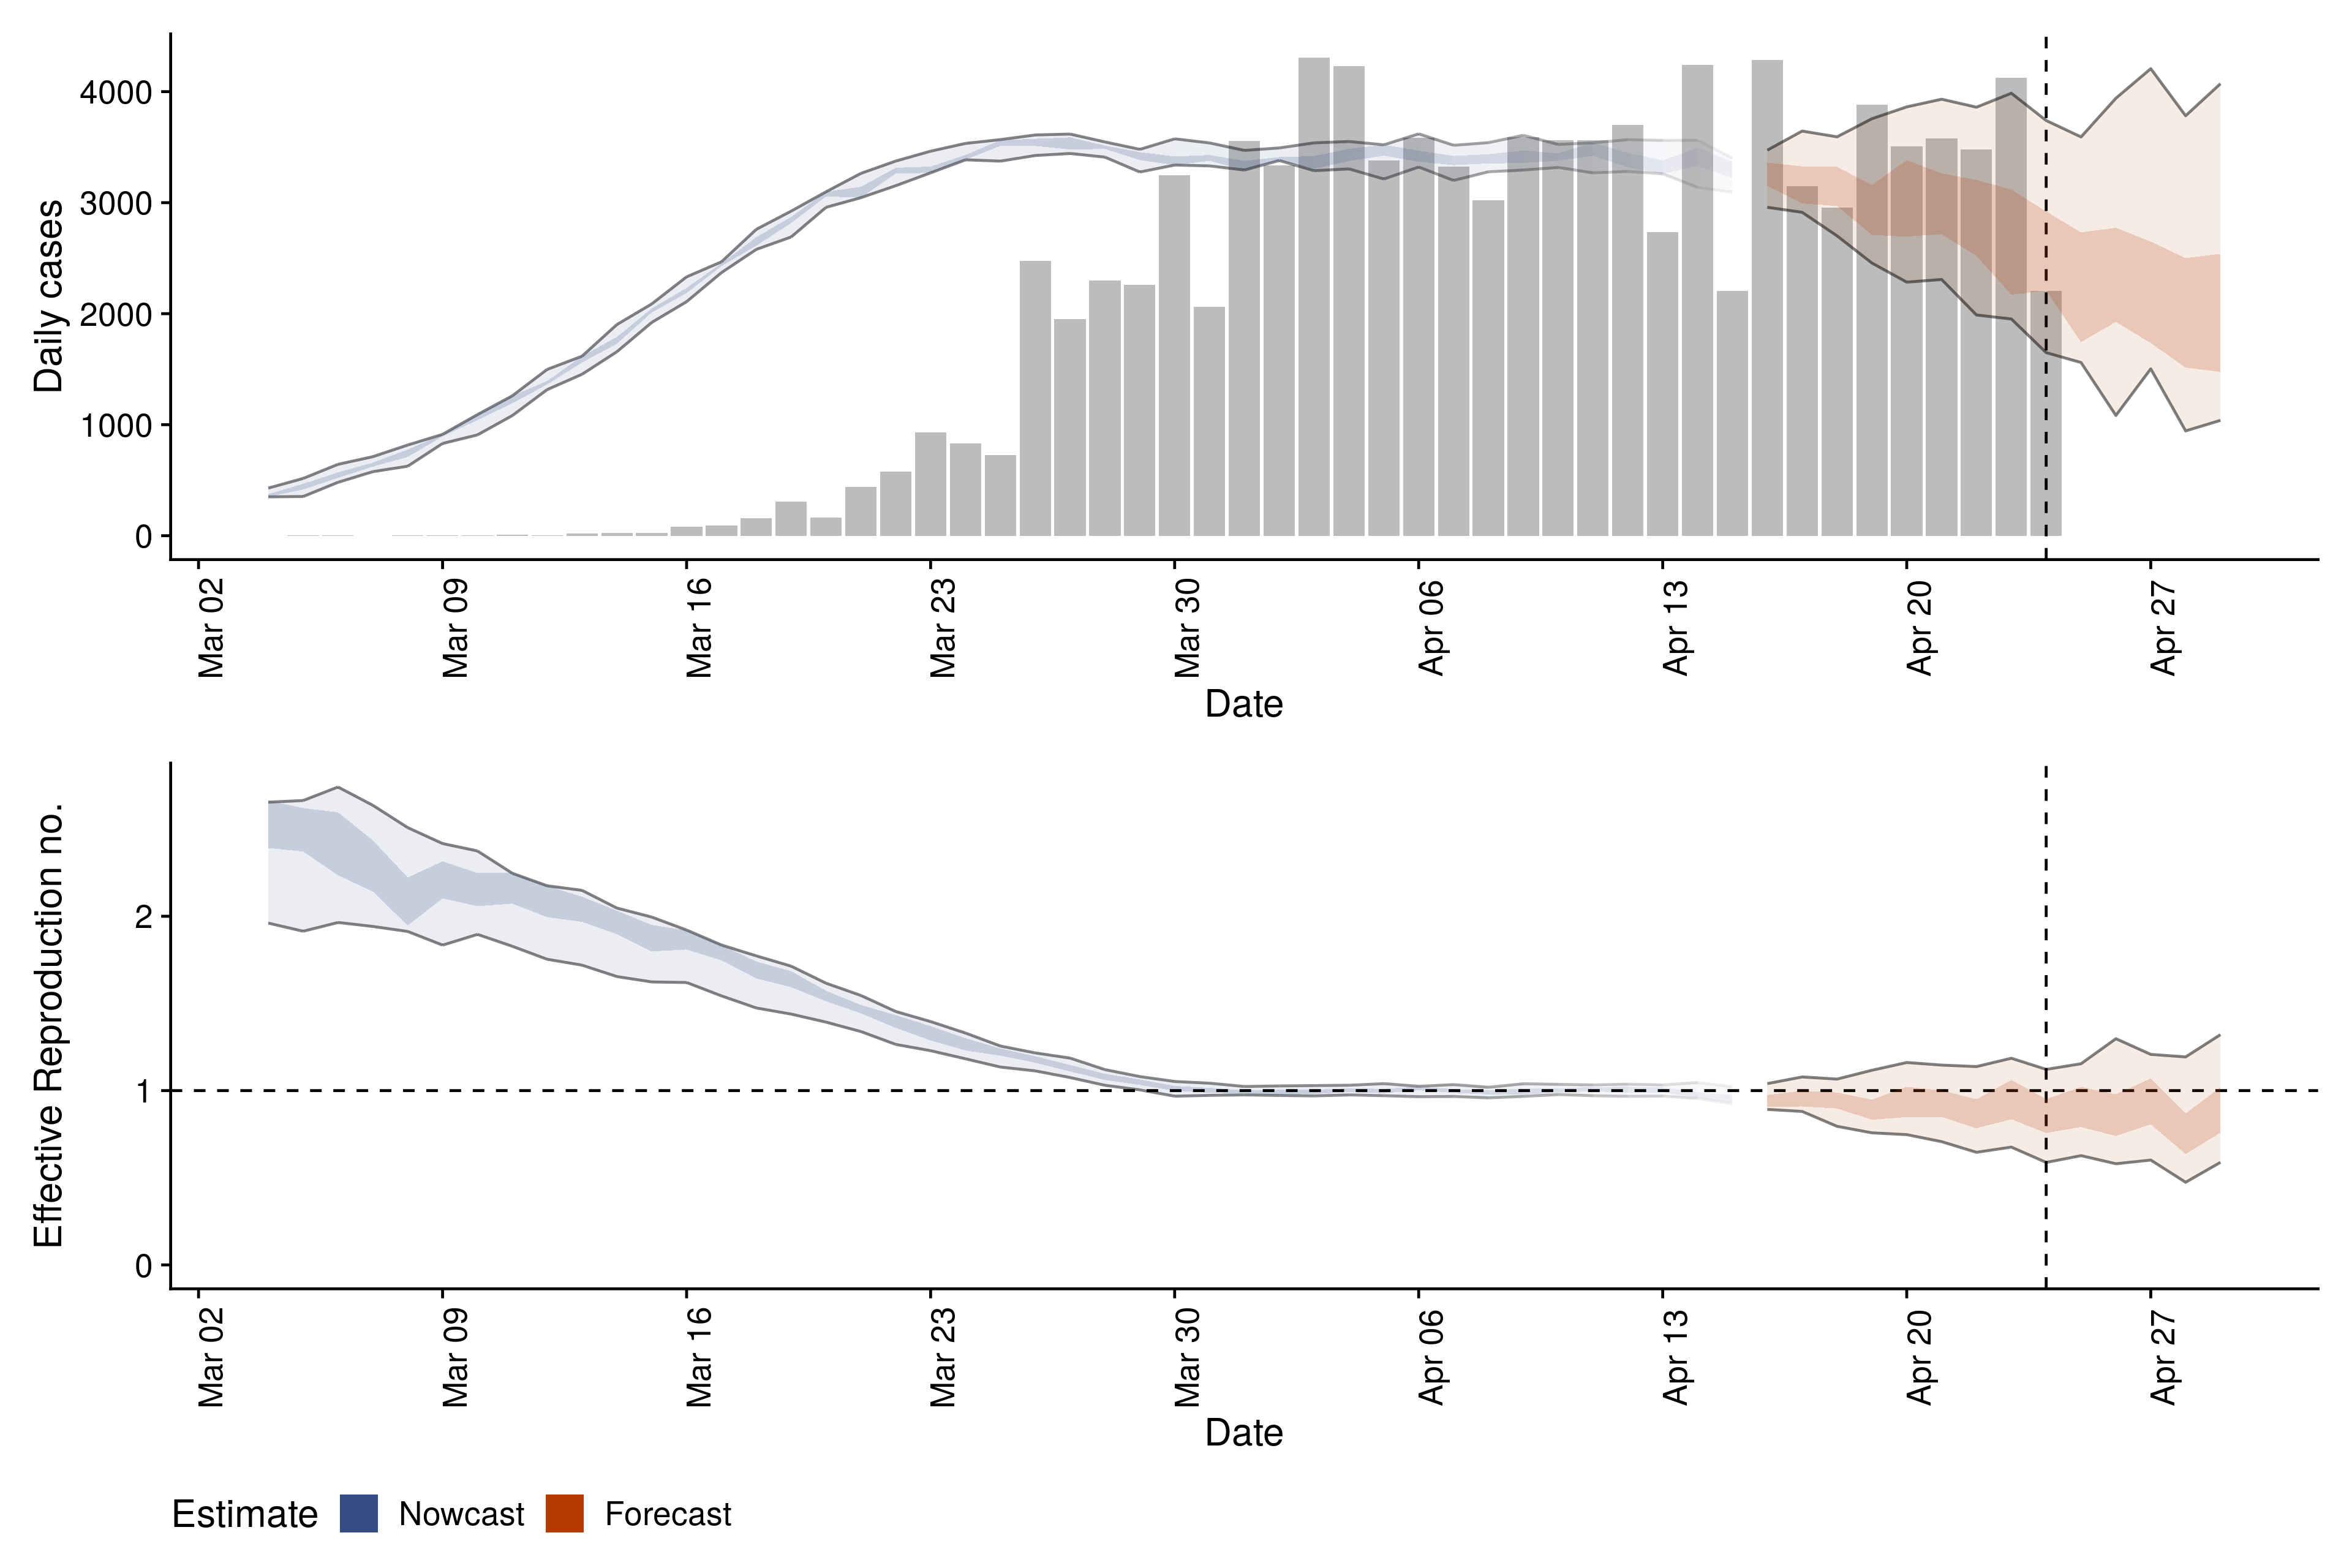 Daily cases
4000
3000
2000
1000
0
Mar 02
Mar 09
Mar 16
Mar 23
Mar 30
Apr 06
Apr 13
Apr 20
Apr 27
Date
Effective Reproduction no.
2
1
0
Mar 02
Mar 09
Mar 16
Mar 23
Mar 30
Apr 06
Apr 13
Apr 20
Apr 27
Date
Estimate Nowcast Forecast